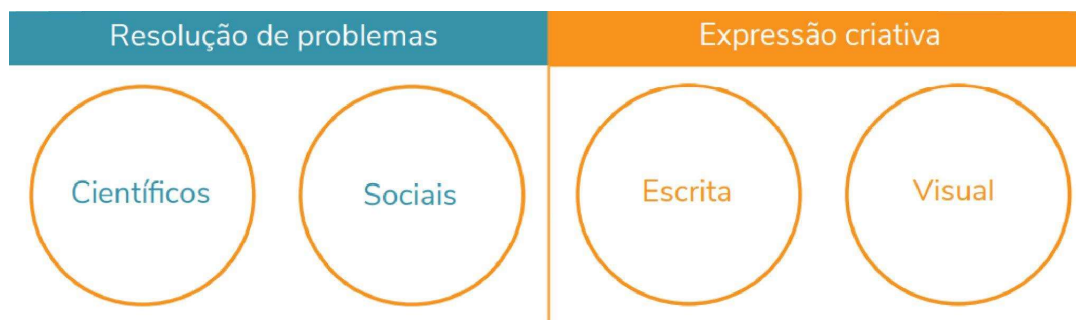 Resolução de problemas
Expressão criativa
Científicos
Sociais
Escrita
Visual